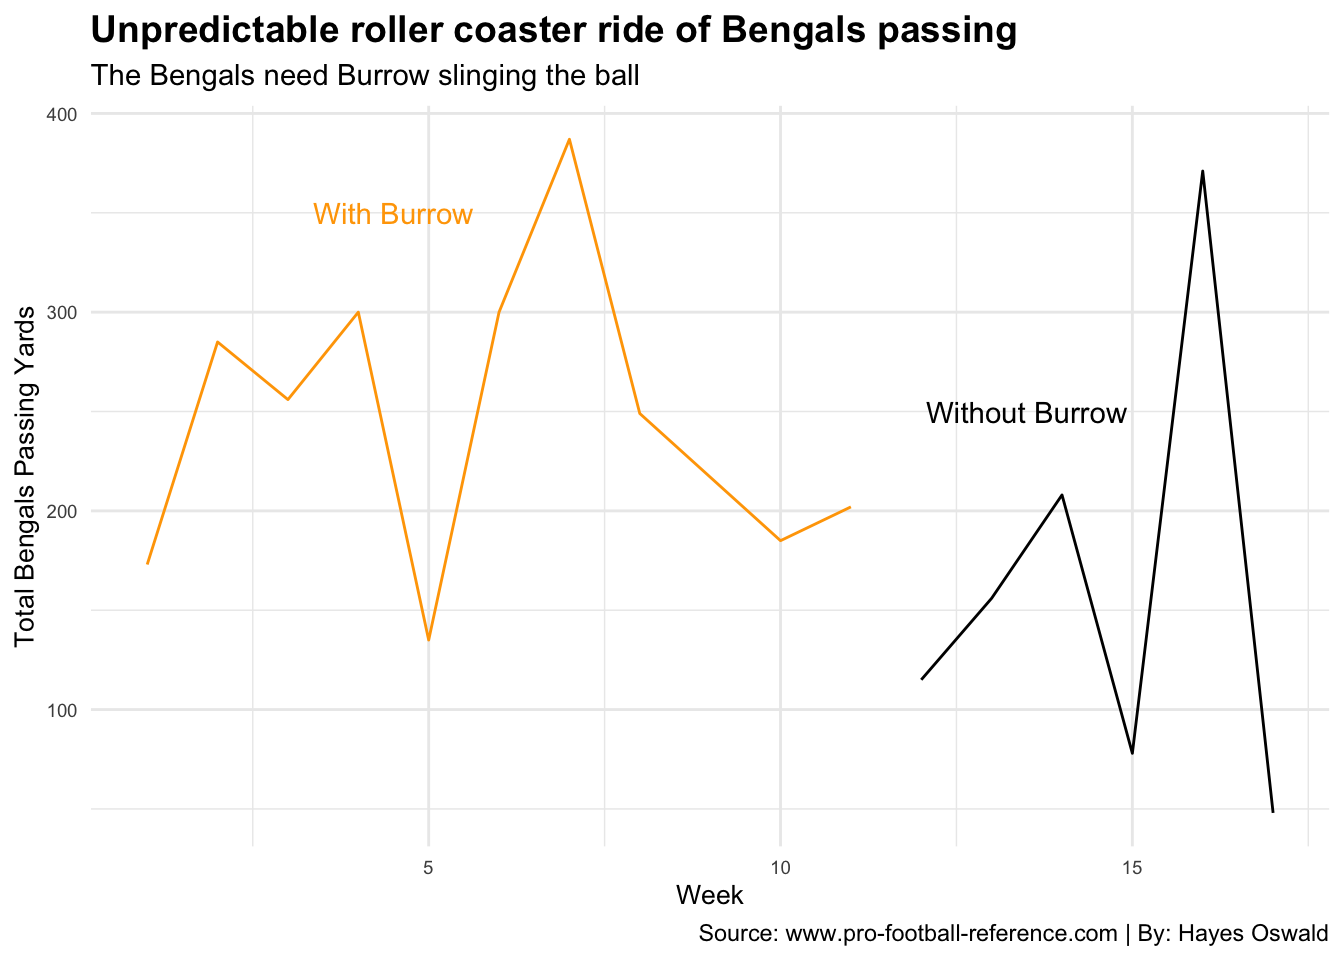 Unpredictable roller coaster ride of Bengals passing
The Bengals need Burrow slinging the ball
400
300
200
100
Total Bengals Passing Yards
With Burrow
Without Burrow
5
10
15
Week
Source: www.pro-football-reference.com | By: Hayes Oswald